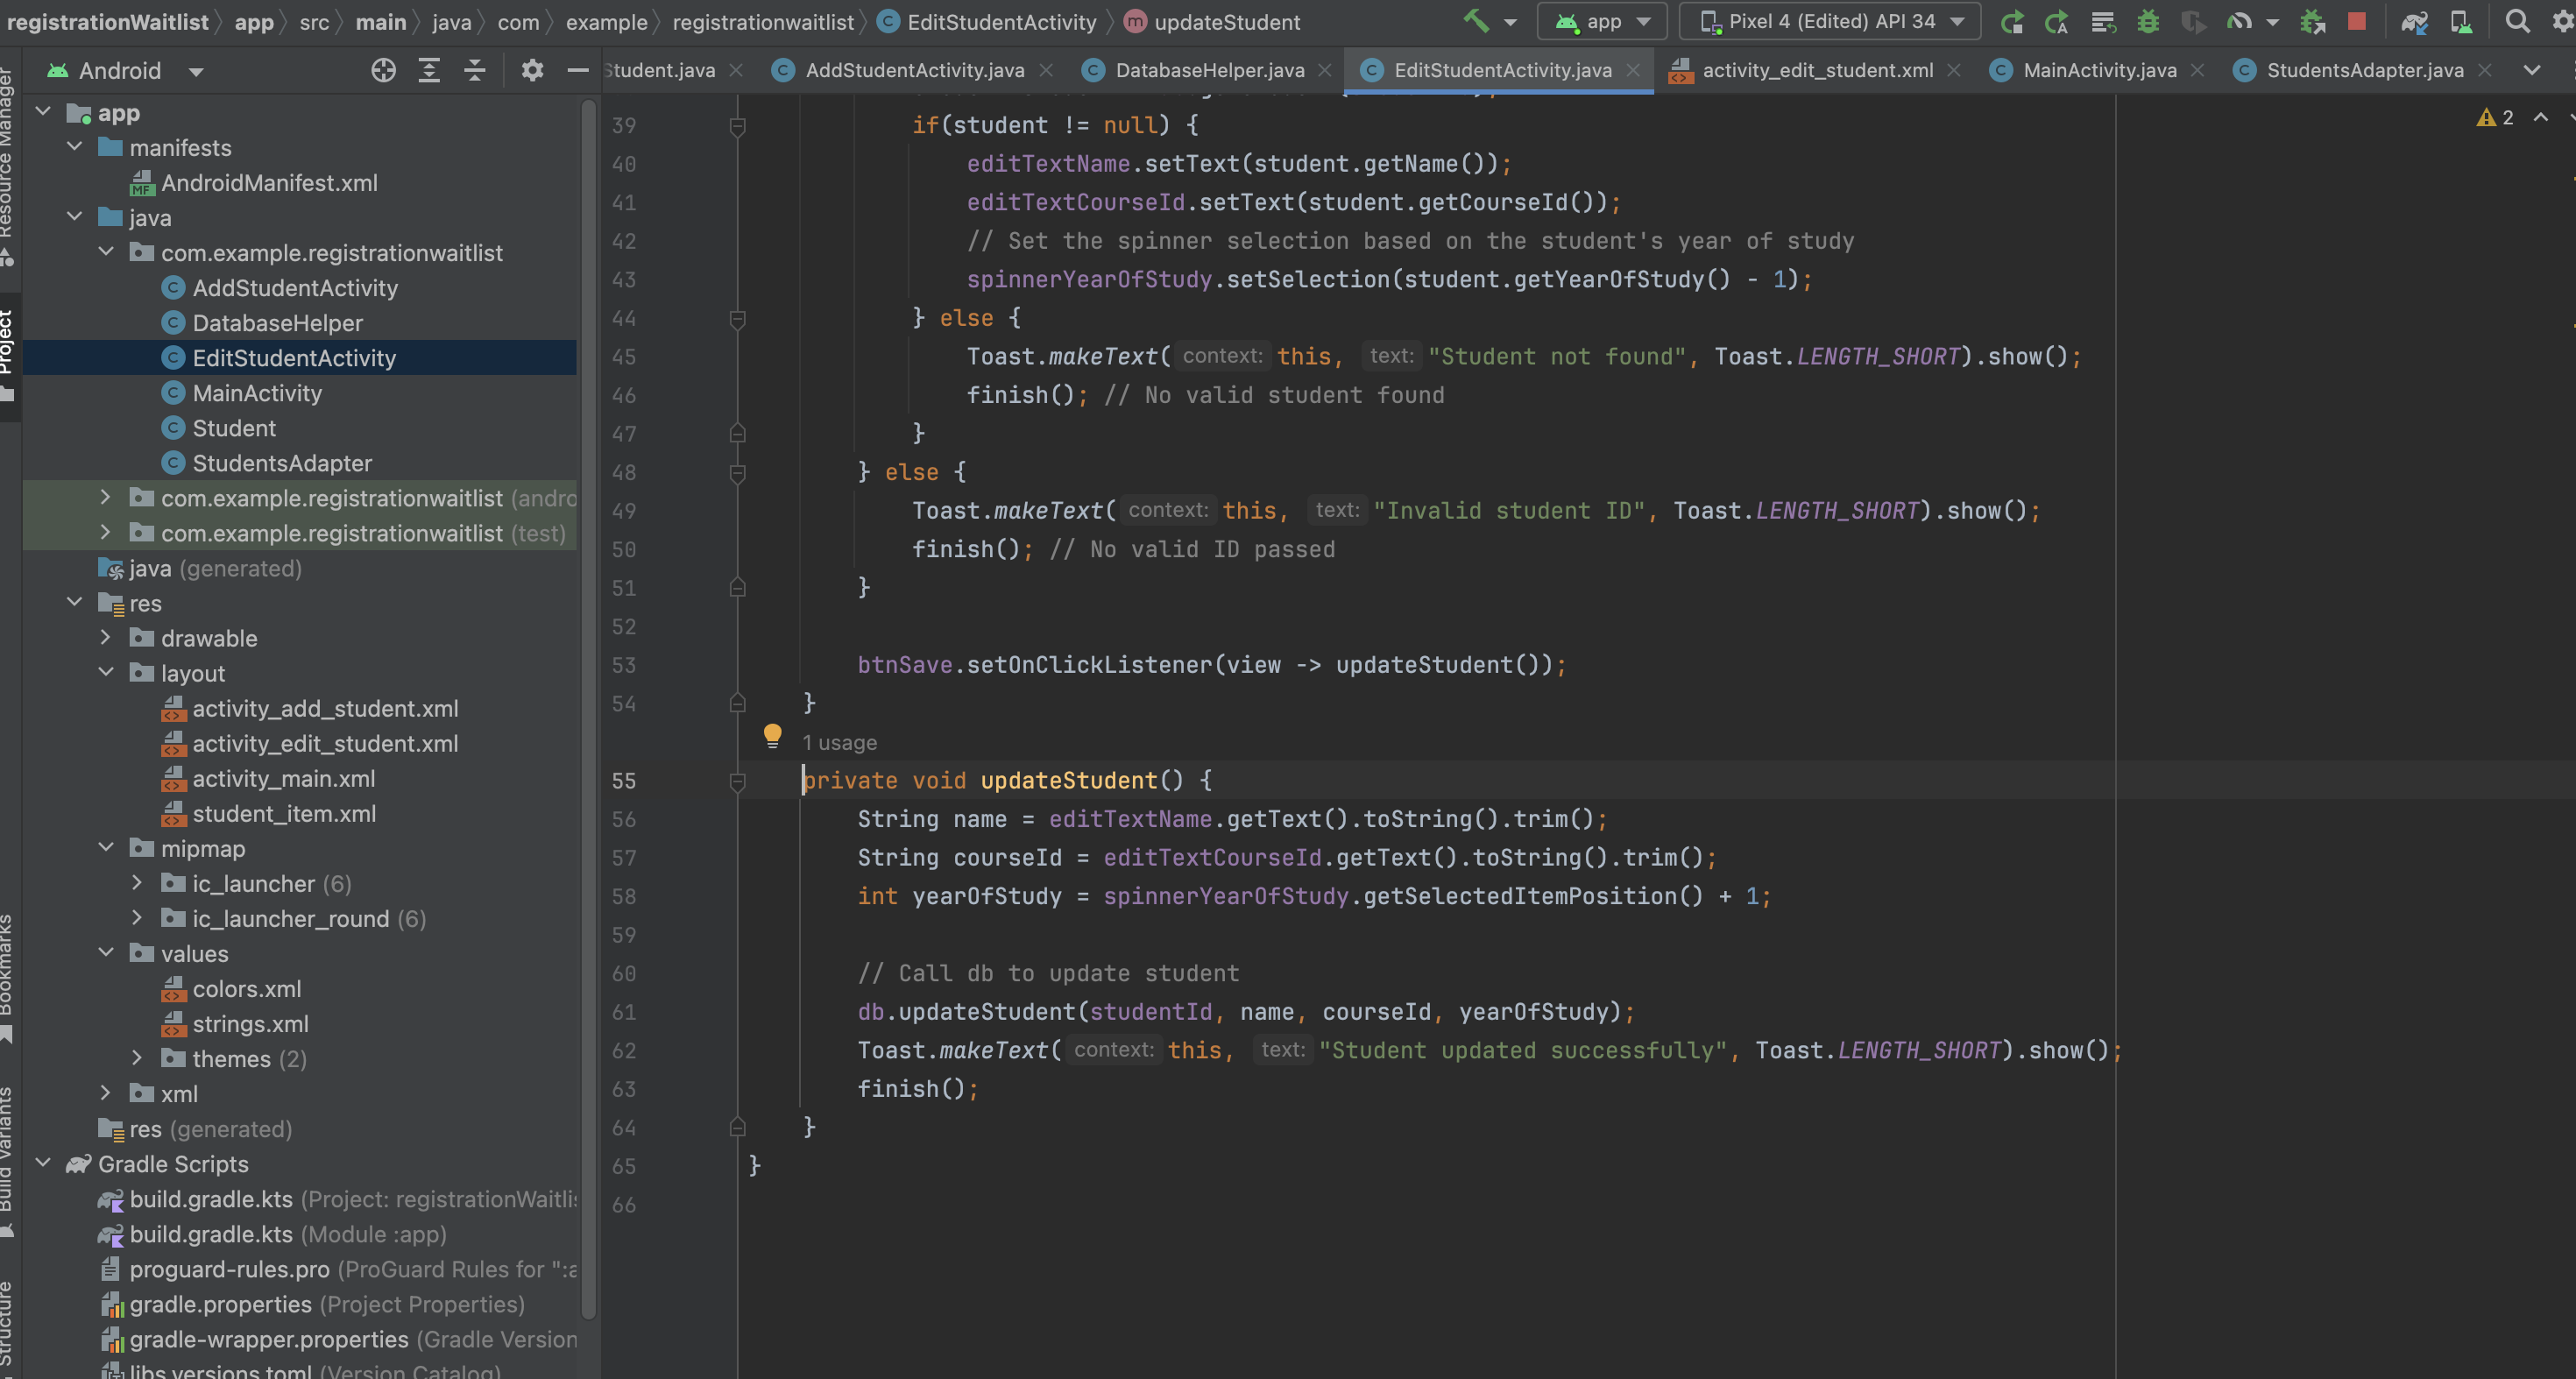 registrationWaitlist app src main java com example registrationwaitlist EditStudentActivity updateStudent app Pixel 4 (Edited) API 34
Android
Student.java AddStudentActivity.java DatabaseHelper.java EditStudentActivity.java activity_edit_student.xml MainActivity.java StudentsAdapter.java
Resource Manager
Project
Bookmarks
Build Variants
Structure
app
manifests
AndroidManifest.xml
java
com.example.registrationwaitlist
AddStudentActivity
DatabaseHelper
EditStudentActivity
MainActivity
Student
StudentsAdapter
com.example.registrationwaitlist (andro
com.example.registrationwaitlist (test)
java (generated)
res
drawable
layout
activity_add_student.xml
activity_edit_student.xml
activity_main.xml
student_item.xml
mipmap
ic_launcher (6)
ic_launcher_round (6)
values
colors.xml
strings.xml
themes (2)
xml
res (generated)
Gradle Scripts
build.gradle.kts (Project: registrationWaitlis
build.gradle.kts (Module :app)
proguard-rules.pro (ProGuard Rules for ":a
gradle.properties (Project Properties)
gradle-wrapper.properties (Gradle Version
libs.versions.toml (Version Catalog)
2
39 if(student != null) {
40 editTextName.setText(student.getName());
41 editTextCourseId.setText(student.getCourseId());
42 // Set the spinner selection based on the student's year of study
43 spinnerYearOfStudy.setSelection(student.getYearOfStudy() - 1);
44 } else {
45 Toast.makeText( context: this, text: "Student not found", Toast.LENGTH_SHORT).show();
46 finish(); // No valid student found
47 }
48 } else {
49 Toast.makeText( context: this, text: "Invalid student ID", Toast.LENGTH_SHORT).show();
50 finish(); // No valid ID passed
51 }
52
53 btnSave.setOnClickListener(view -> updateStudent());
54 }
1 usage
55 private void updateStudent() {
56 String name = editTextName.getText().toString().trim();
57 String courseId = editTextCourseId.getText().toString().trim();
58 int yearOfStudy = spinnerYearOfStudy.getSelectedItemPosition() + 1;
59
60 // Call db to update student
61 db.updateStudent(studentId, name, courseId, yearOfStudy);
62 Toast.makeText( context: this, text: "Student updated successfully", Toast.LENGTH_SHORT).show();
63 finish();
64 }
65 }
66